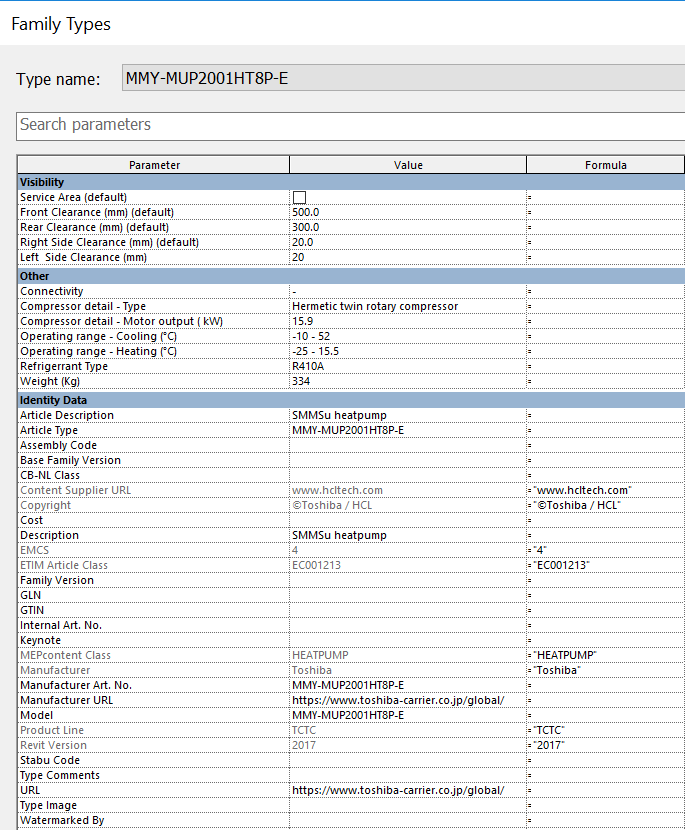 Family Types
Type name: MMY-MUP2001HT8P-E
Search parameters
Parameter Value Formula
Visibility
Service Area (default) =
Front Clearance (mm) (default) 500.0 =
Rear Clearance (mm) (default) 300.0 =
Right Side Clearance (mm) (default) 20.0 =
Left  Side Clearance (mm) 20 =
Other
Connectivity - =
Compressor detail - Type Hermetic twin rotary compressor =
Compressor detail - Motor output ( kW) 15.9 =
Operating range - Cooling (°C) -10 - 52 =
Operating range - Heating (°C) -25 - 15.5 =
Refrigerrant Type R410A =
Weight (Kg) 334 =
Identity Data
Article Description SMMSu heatpump =
Article Type MMY-MUP2001HT8P-E =
Assembly Code =
Base Family Version =
CB-NL Class =
Content Supplier URL www.hcltech.com ="www.hcltech.com"
Copyright ©Toshiba / HCL ="©Toshiba / HCL"
Cost =
Description SMMSu heatpump =
EMCS 4 ="4"
ETIM Article Class EC001213 ="EC001213"
Family Version =
GLN =
GTIN =
Internal Art. No. =
Keynote =
MEPcontent Class HEATPUMP ="HEATPUMP"
Manufacturer Toshiba ="Toshiba"
Manufacturer Art. No. MMY-MUP2001HT8P-E =
Manufacturer URL https://www.toshiba-carrier.co.jp/global/ =
Model MMY-MUP2001HT8P-E =
Product Line TCTC ="TCTC"
Revit Version 2017 ="2017"
Stabu Code =
Type Comments =
URL https://www.toshiba-carrier.co.jp/global/ =
Type Image =
Watermarked By =